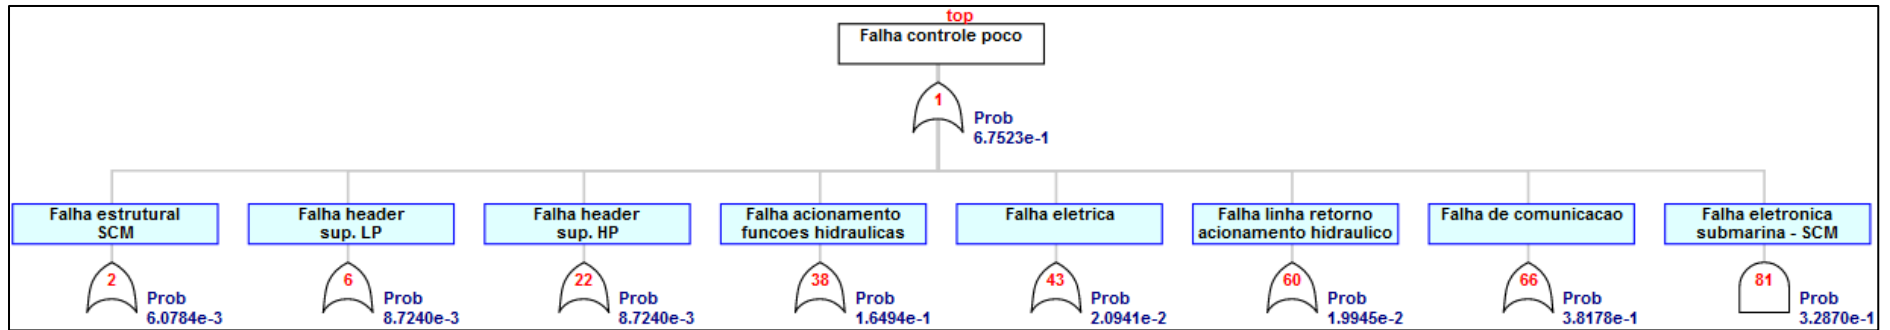 top
Falha controle poco
1
Prob
6.7523e-1
Falha estrutural
SCM
2
Prob
6.0784e-3
Falha header
sup. LP
6
Prob
8.7240e-3
Falha header
sup. HP
22
Prob
8.7240e-3
Falha acionamento
funcoes hidraulicas
38
Prob
1.6494e-1
Falha eletrica
43
Prob
2.0941e-2
Falha linha retorno
acionamento hidraulico
60
Prob
1.9945e-2
Falha de comunicacao
66
Prob
3.8178e-1
Falha eletronica
submarina - SCM
81
Prob
3.2870e-1